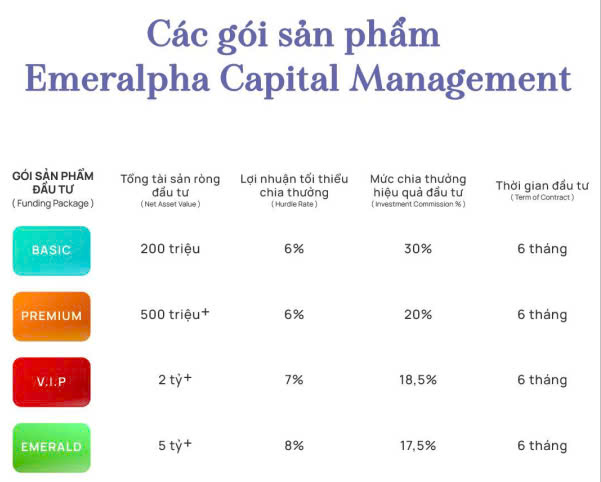 Các gói sản phẩm
Emeralpha Capital Management
GÓI SẢN PHẨM
ĐẦU TƯ
( Funding Package )
Tổng tài sản ròng
đầu tư
( Net Asset Value )
Lợi nhuận tối thiểu
chia thưởng
( Hurdle Rate )
Mức chia thưởng
hiệu quả đầu tư
( Investment Commission % )
Thời gian đầu tư
( Term of Contract )
BASIC 200 triệu 6% 30% 6 tháng
PREMIUM 500 triệu+ 6% 20% 6 tháng
V.I.P 2 tỷ+ 7% 18,5% 6 tháng
EMERALD 5 tỷ+ 8% 17,5% 6 tháng